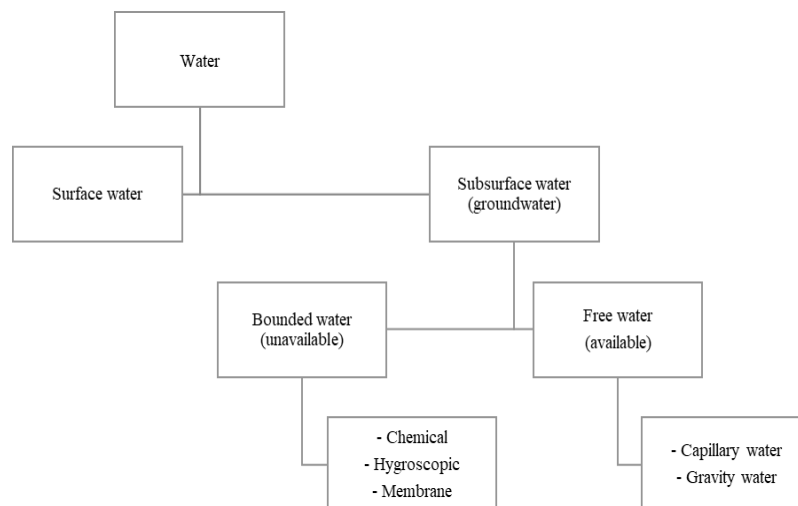 Water
Surface water
Subsurface water
(groundwater)
Bounded water
(unavailable)
Free water
(available)
- Chemical
- Hygroscopic
- Membrane
- Capillary water
- Gravity water